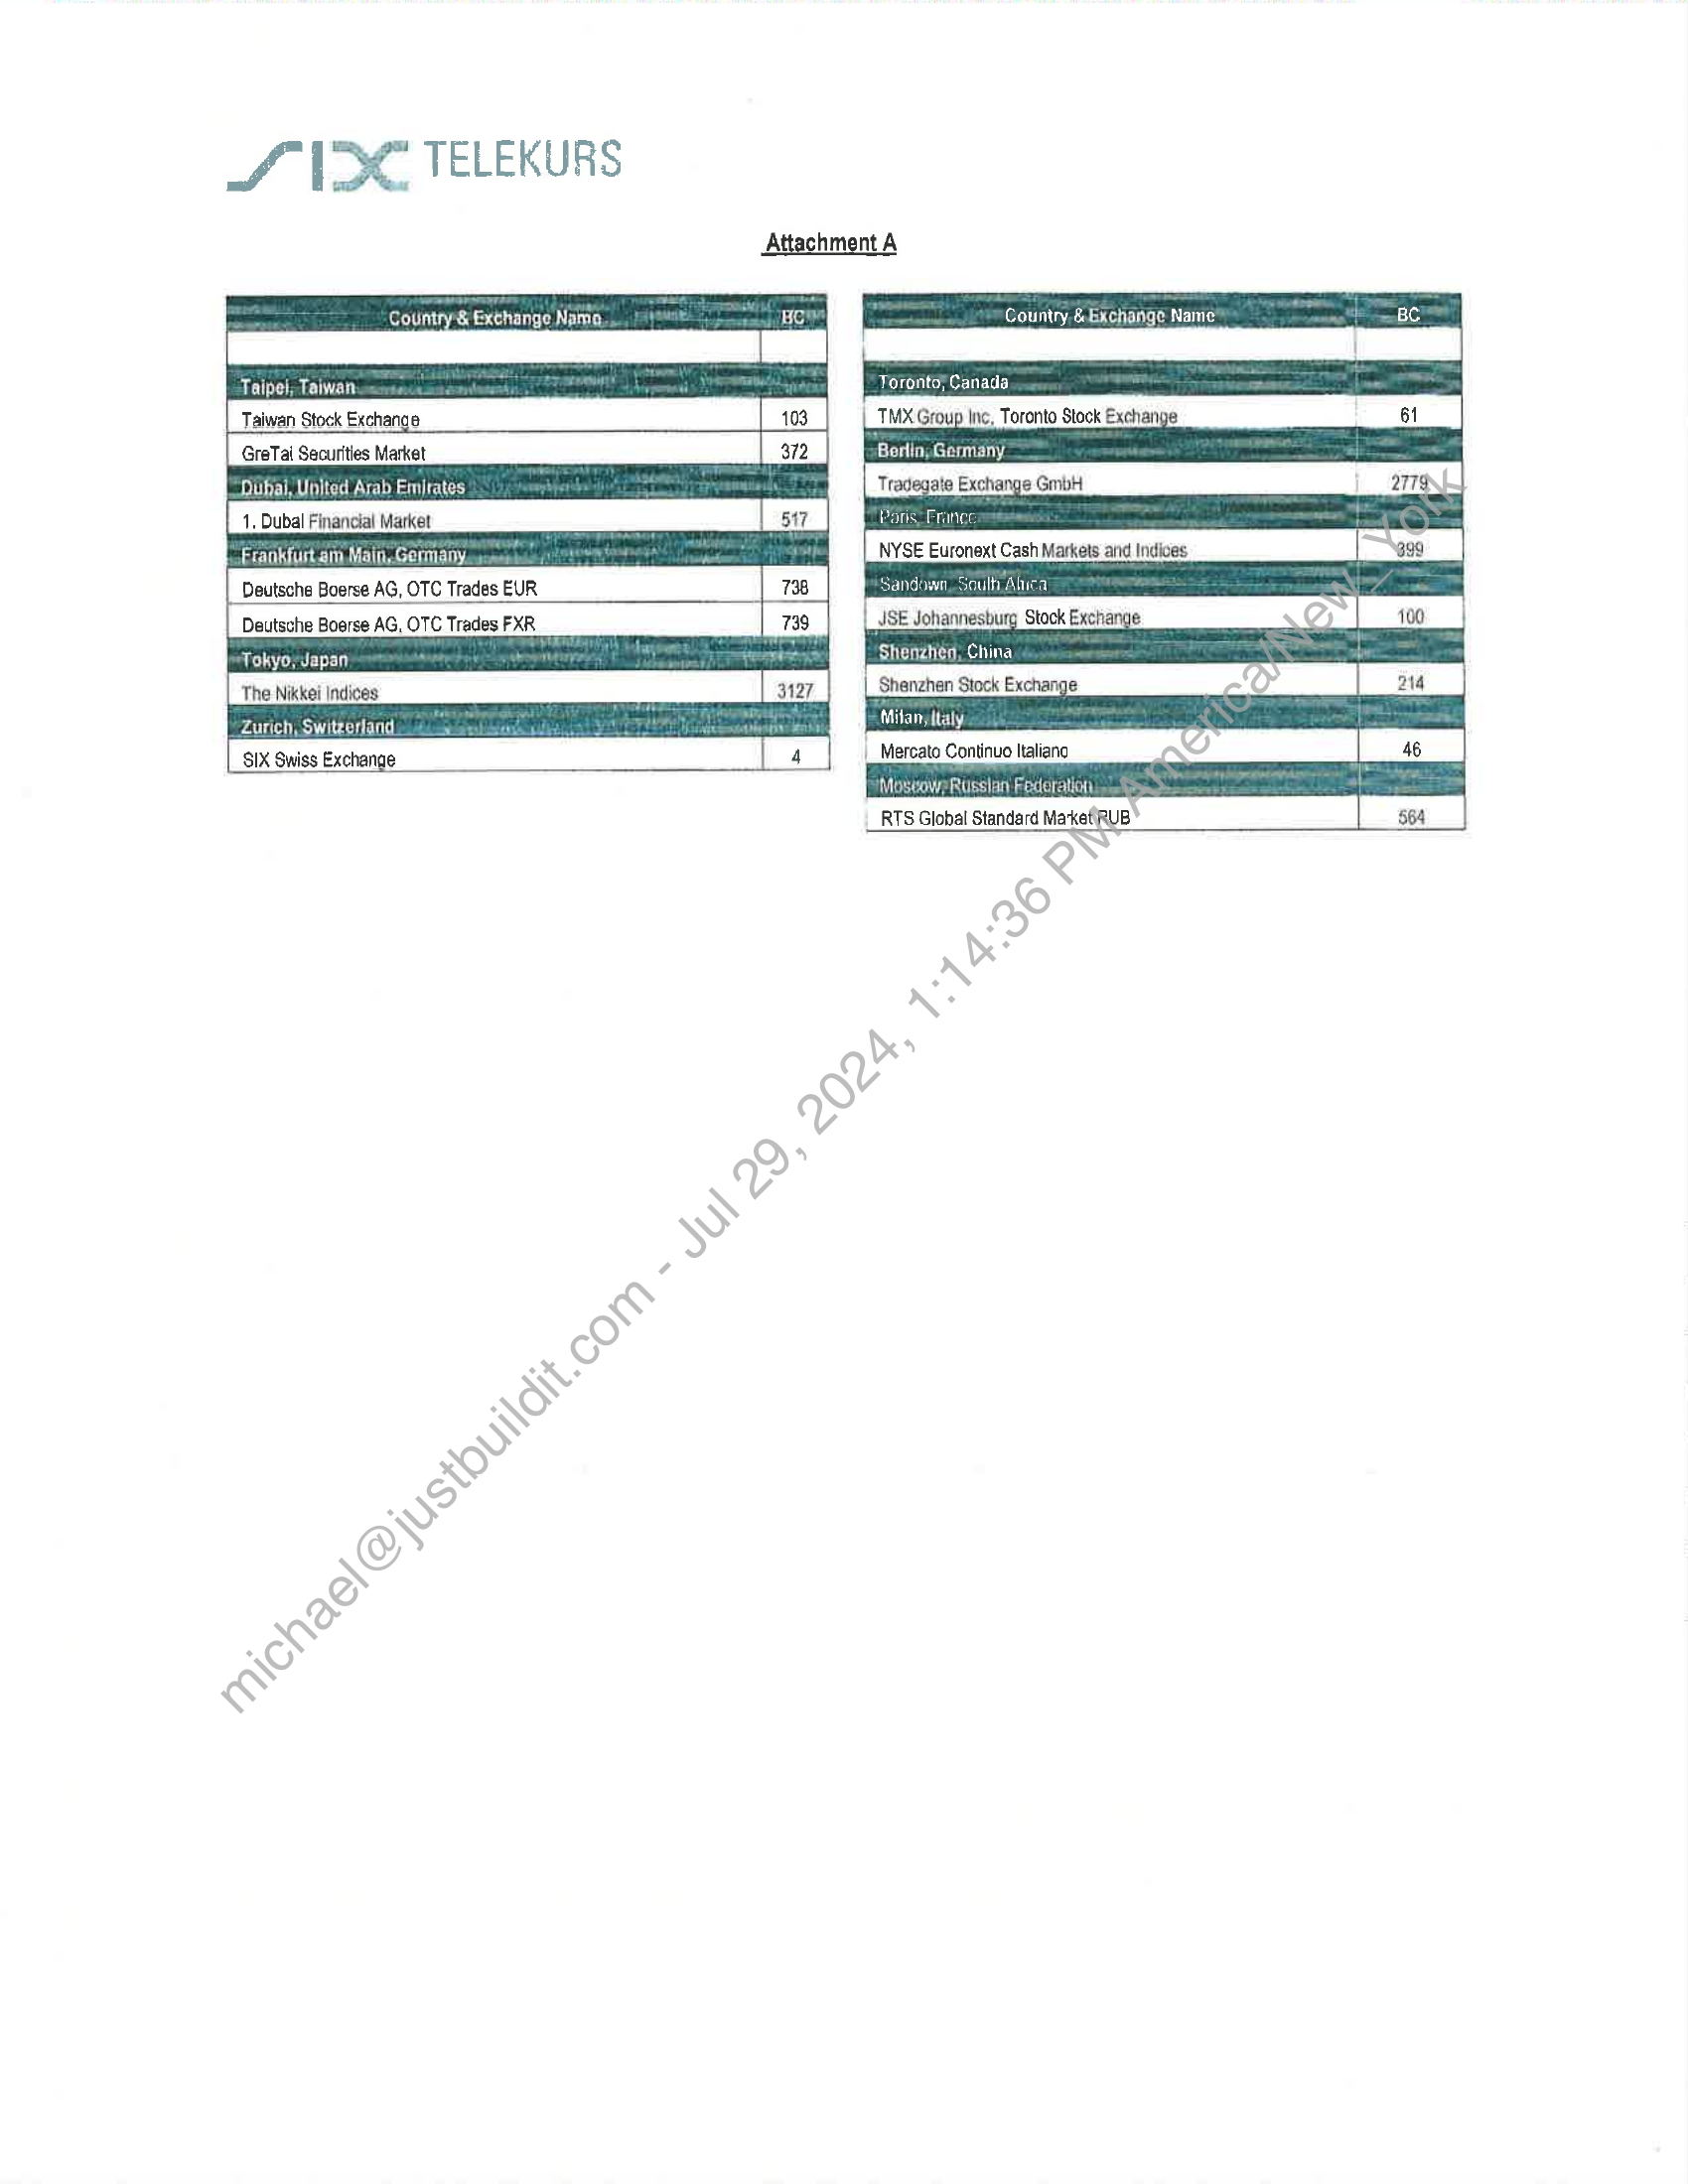 SIX TELEKURS
Attachment A
Country & Exchange Name BC
Taipei, Taiwan
Taiwan Stock Exchange 103
GreTai Securities Market 372
Dubai, United Arab Emirates
1. Dubai Financial Market 517
Frankfurt am Main, Germany
Deutsche Boerse AG, OTC Trades EUR 738
Deutsche Boerse AG, OTC Trades FXR 739
Tokyo, Japan
The Nikkei Indices 3127
Zurich, Switzerland
SIX Swiss Exchange 4
Country & Exchange Name BC
Toronto, Canada
TMX Group Inc, Toronto Stock Exchange 61
Berlin, Germany
Tradegate Exchange GmbH 2779
Paris, France
NYSE Euronext Cash Markets and Indices 399
Sandown, South Africa
JSE Johannesburg Stock Exchange 100
Shenzhen, China
Shenzhen Stock Exchange 214
Milan, Italy
Mercato Continuo Italiano 46
Moscow, Russian Federation
RTS Global Standard Market RUB 564
michael@justbuildit.com - Jul 29, 2024, 1:14:36 PM America/New_York